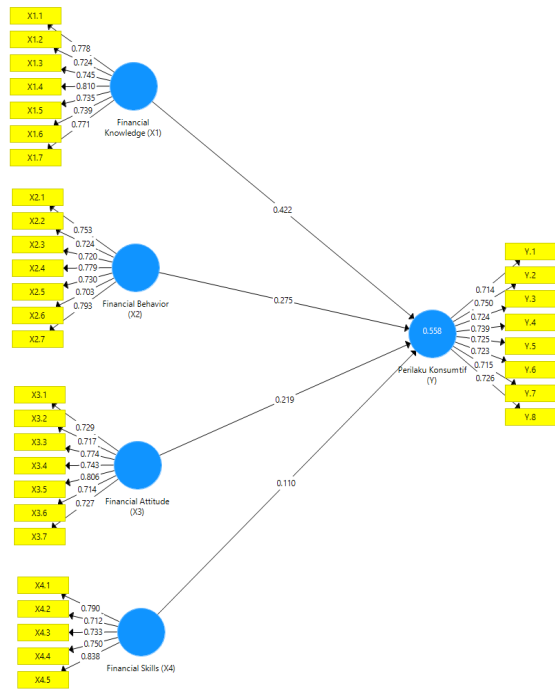 X1.1
X1.2
X1.3
X1.4
X1.5
X1.6
X1.7
0.778
0.724
0.745
0.810
0.735
0.739
0.771
Financial
Knowledge (X1)
0.422
X2.1
X2.2
X2.3
X2.4
X2.5
X2.6
X2.7
0.753
0.724
0.720
0.779
0.730
0.703
0.793
Financial Behavior
(X2)
0.275
X3.1
X3.2
X3.3
X3.4
X3.5
X3.6
X3.7
0.729
0.717
0.774
0.743
0.806
0.714
0.727
Financial Attitude
(X3)
0.219
X4.1
X4.2
X4.3
X4.4
X4.5
0.790
0.712
0.733
0.750
0.838
Financial Skills (X4)
0.110
0.558
Perilaku Konsumtif
(Y)
0.714
0.750
0.724
0.739
0.725
0.723
0.715
0.726
Y.1
Y.2
Y.3
Y.4
Y.5
Y.6
Y.7
Y.8